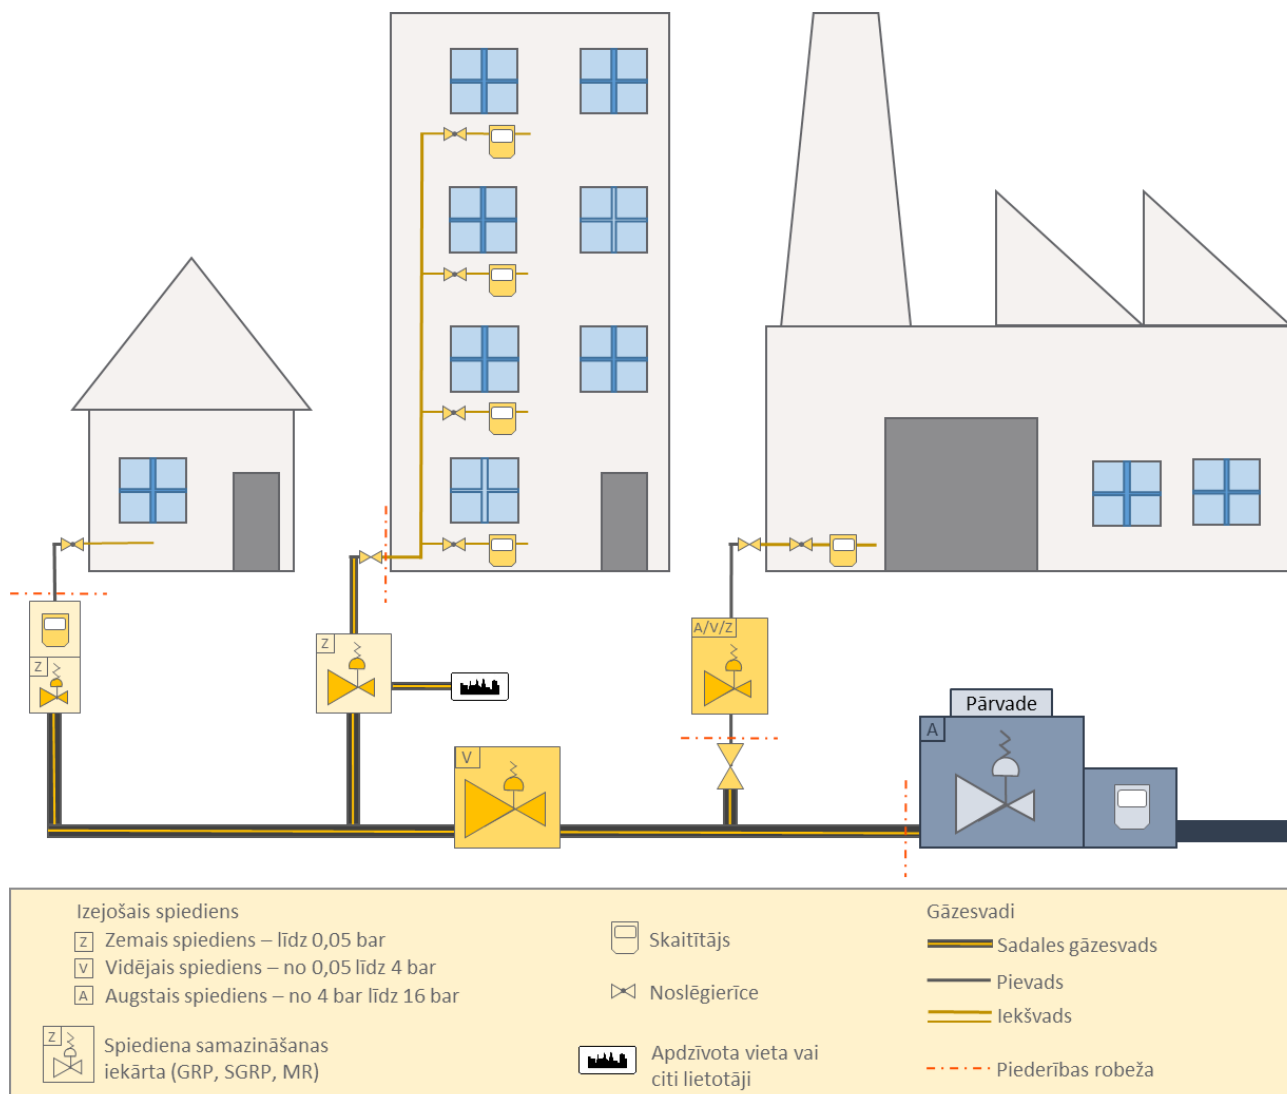 A/V/Z
Z
Z
Pārvade
A
V
Izejošais spiediens
Z Zemais spiediens – līdz 0,05 bar
V Vidējais spiediens – no 0,05 līdz 4 bar
A Augstais spiediens – no 4 bar līdz 16 bar
Z
Spiediena samazināšanas
iekārta (GRP, SGRP, MR)
Skaitītājs
Noslēgierīce
Apdzīvota vieta vai
citi lietotāji
Gāzesvadi
Sadales gāzesvads
Pievads
Iekšvads
Piederības robeža